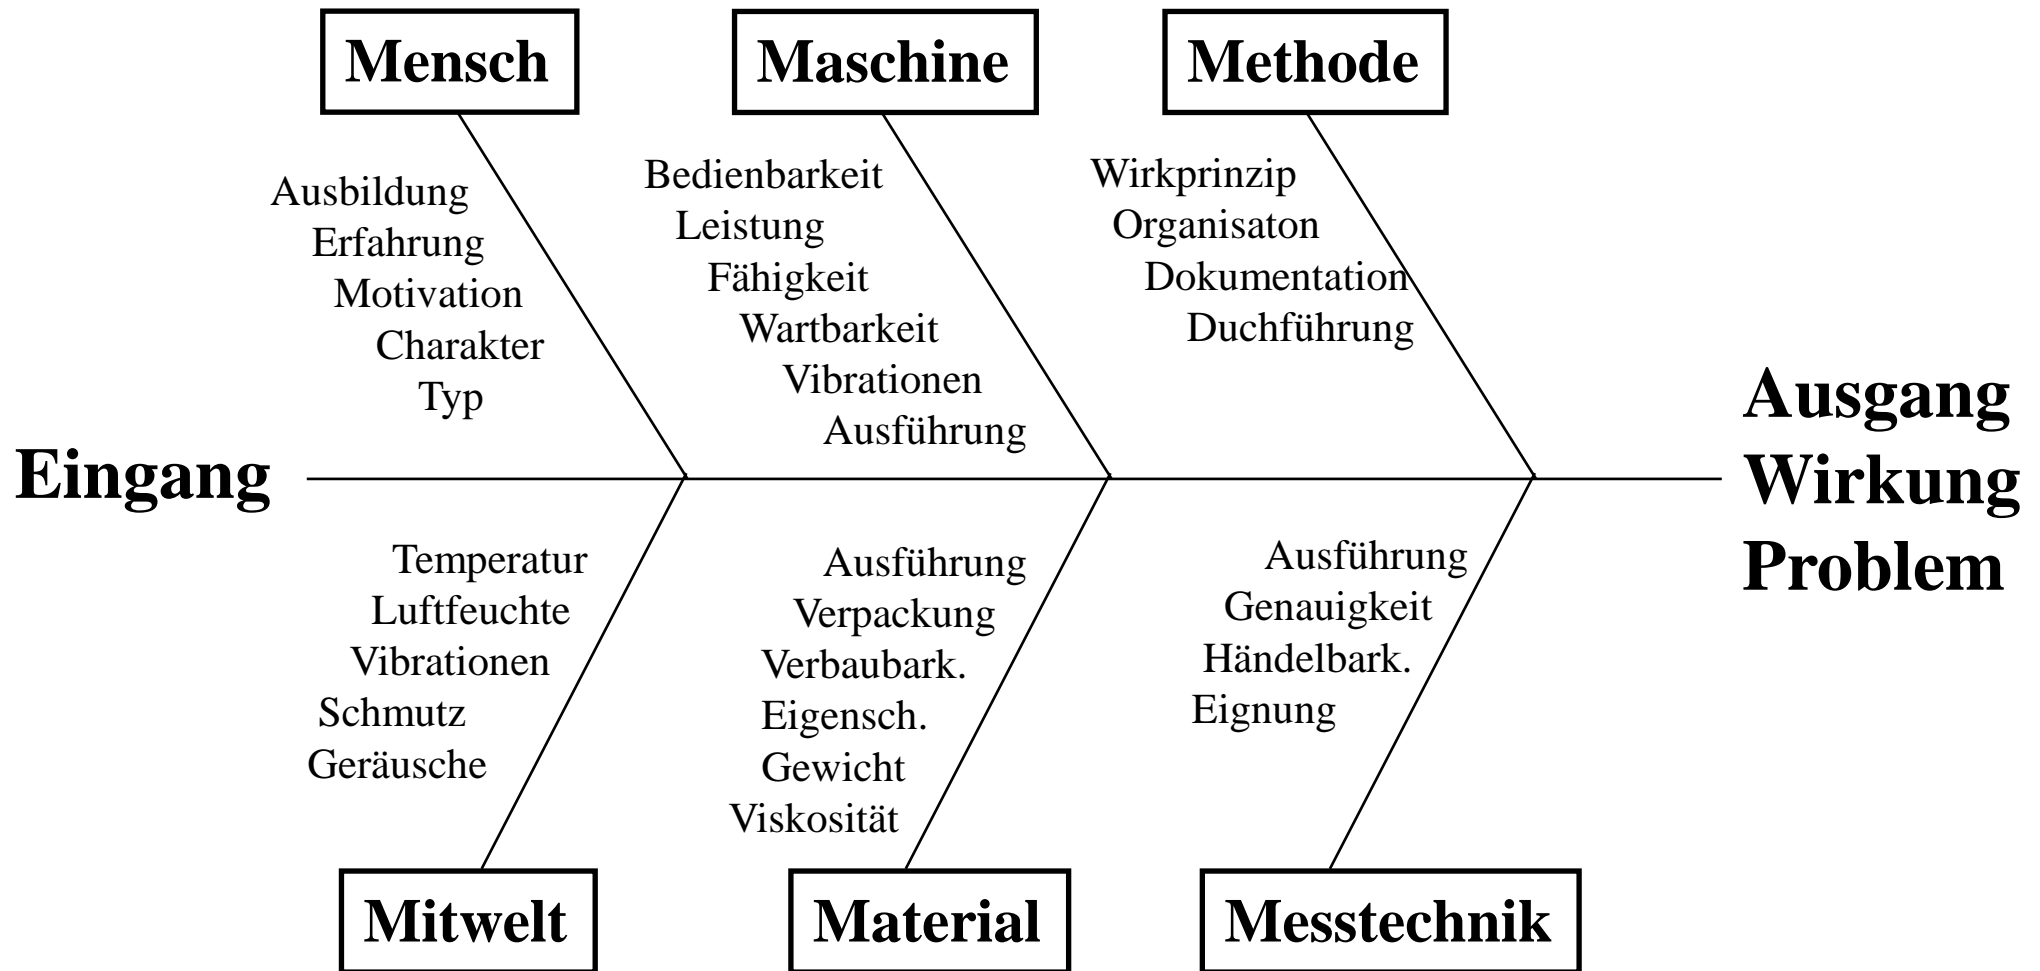 Mensch
Maschine
Methode
Ausbildung
Erfahrung
Motivation
Charakter
Typ
Bedienbarkeit
Leistung
Fähigkeit
Wartbarkeit
Vibrationen
Ausführung
Wirkprinzip
Organisaton
Dokumentation
Duchführung
Eingang
Ausgang
Wirkung
Problem
Temperatur
Luftfeuchte
Vibrationen
Schmutz
Geräusche
Ausführung
Verpackung
Verbaubark.
Eigensch.
Gewicht
Viskosität
Ausführung
Genauigkeit
Händelbark.
Eignung
Mitwelt
Material
Messtechnik